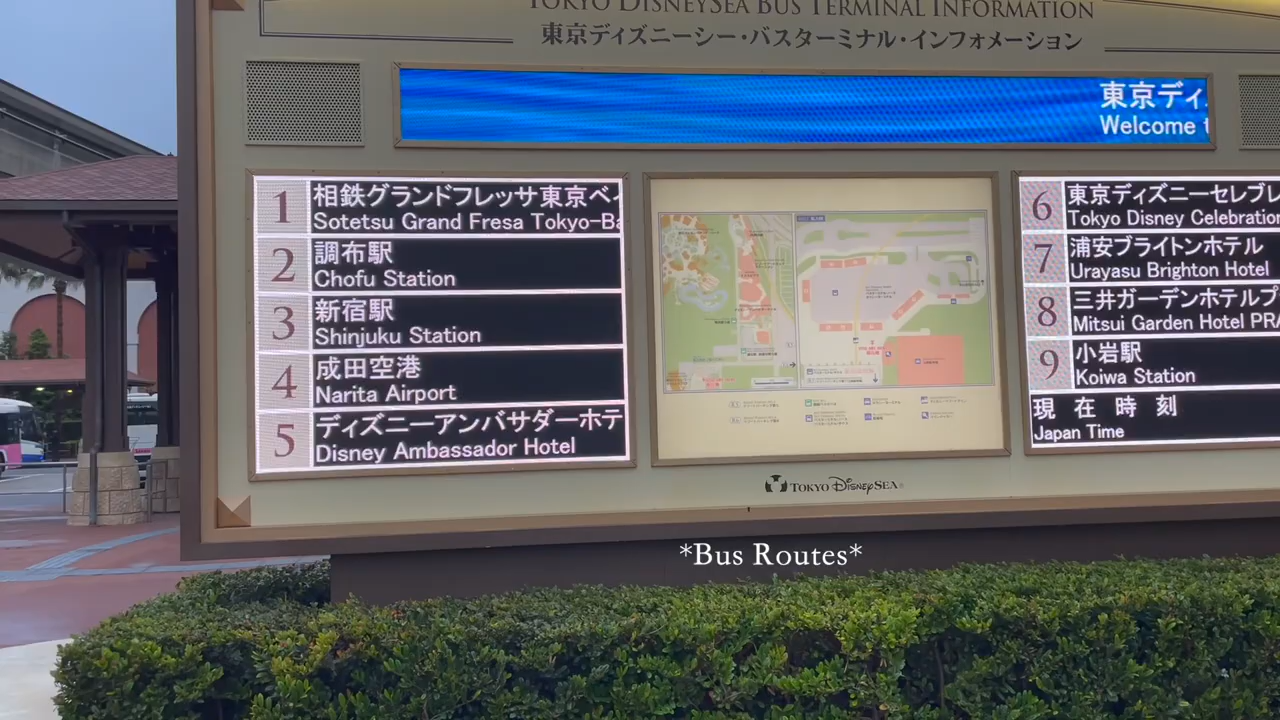 TOKYO DISNEYSEA BUS TERMINAL INFORMATION
東京ディズニーシー・バスターミナル・インフォメーション
東京ディ
Welcome
1
相鉄グランドフレッサ東京ベイ
Sotetsu Grand Fresa Tokyo-Ba
2
調布駅
Chofu Station
3
新宿駅
Shinjuku Station
4
成田空港
Narita Airport
5
ディズニーアンバサダーホテ
Disney Ambassador Hotel
6
東京ディズニーセレブレ
Tokyo Disney Celebration
7
浦安ブライトンホテル
Urayasu Brighton Hotel
8
三井ガーデンホテルプ
Mitsui Garden Hotel PRA
9
小岩駅
Koiwa Station
現在時刻
Japan Time
TOKYO DISNEYSEA®
*Bus Routes*